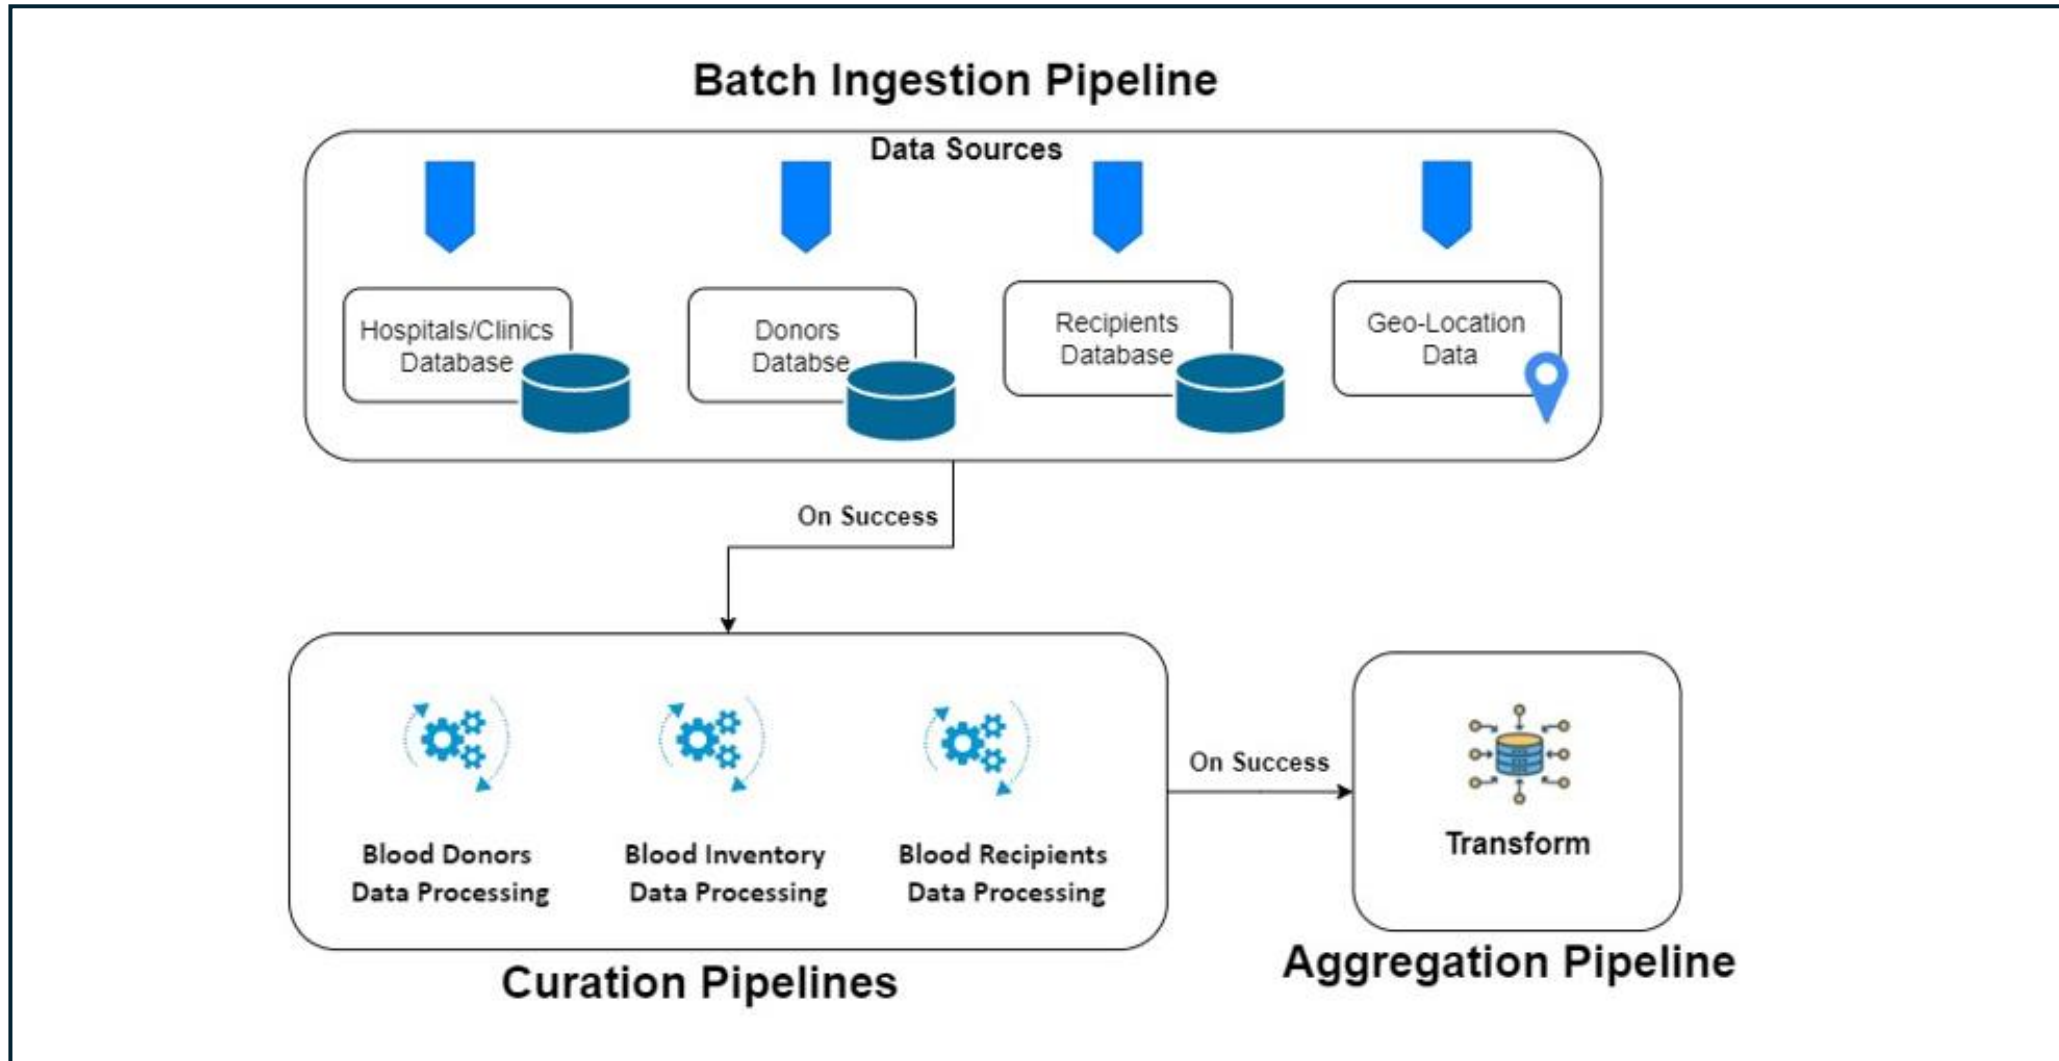 Batch Ingestion Pipeline
Data Sources
Hospitals/Clinics
Database
Donors
Databse
Recipients
Database
Geo-Location
Data
On Success
Blood Donors
Data Processing
Blood Inventory
Data Processing
Blood Recipients
Data Processing
On Success
Transform
Curation Pipelines
Aggregation Pipeline